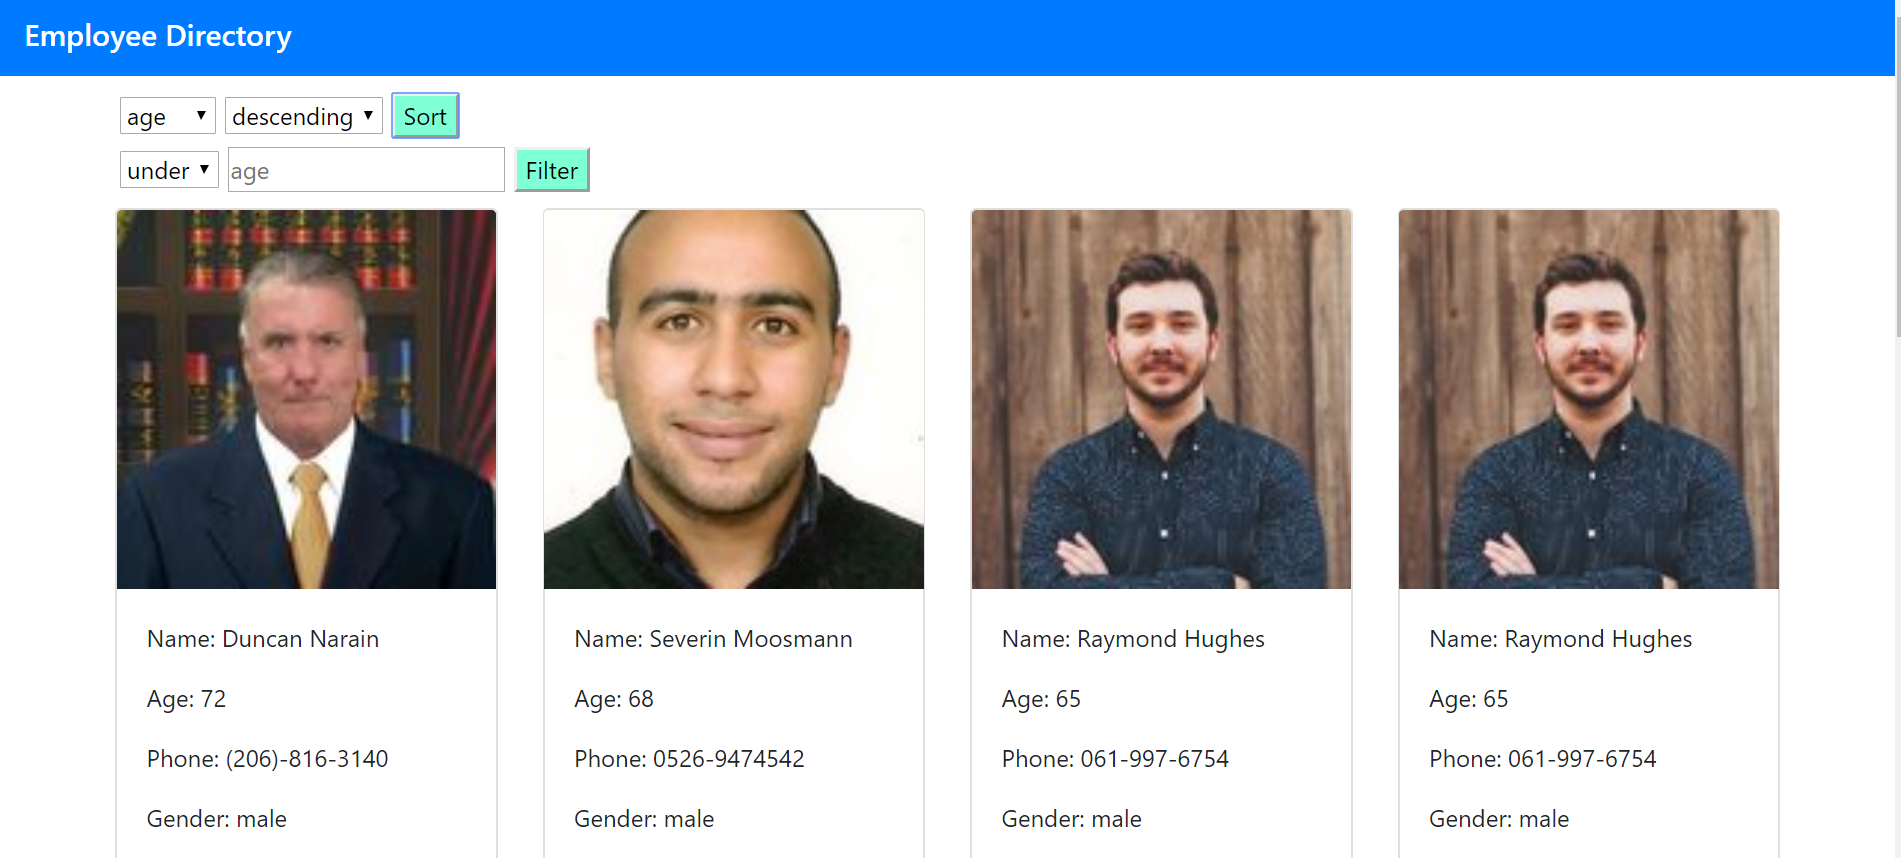 Employee Directory
age descending Sort
under age Filter
Name: Duncan Narain
Age: 72
Phone: (206)-816-3140
Gender: male
Name: Severin Moosmann
Age: 68
Phone: 0526-9474542
Gender: male
Name: Raymond Hughes
Age: 65
Phone: 061-997-6754
Gender: male
Name: Raymond Hughes
Age: 65
Phone: 061-997-6754
Gender: male